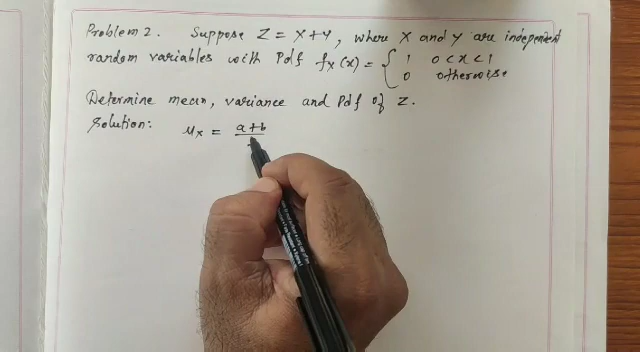 Problem 2. Suppose Z = X+Y, where X and Y are independent
random variables with Pdf fx(x) = { 1 0<x<1
0 otherwise
Determine mean, variance and Pdf of Z.
Solution: μx = a+b